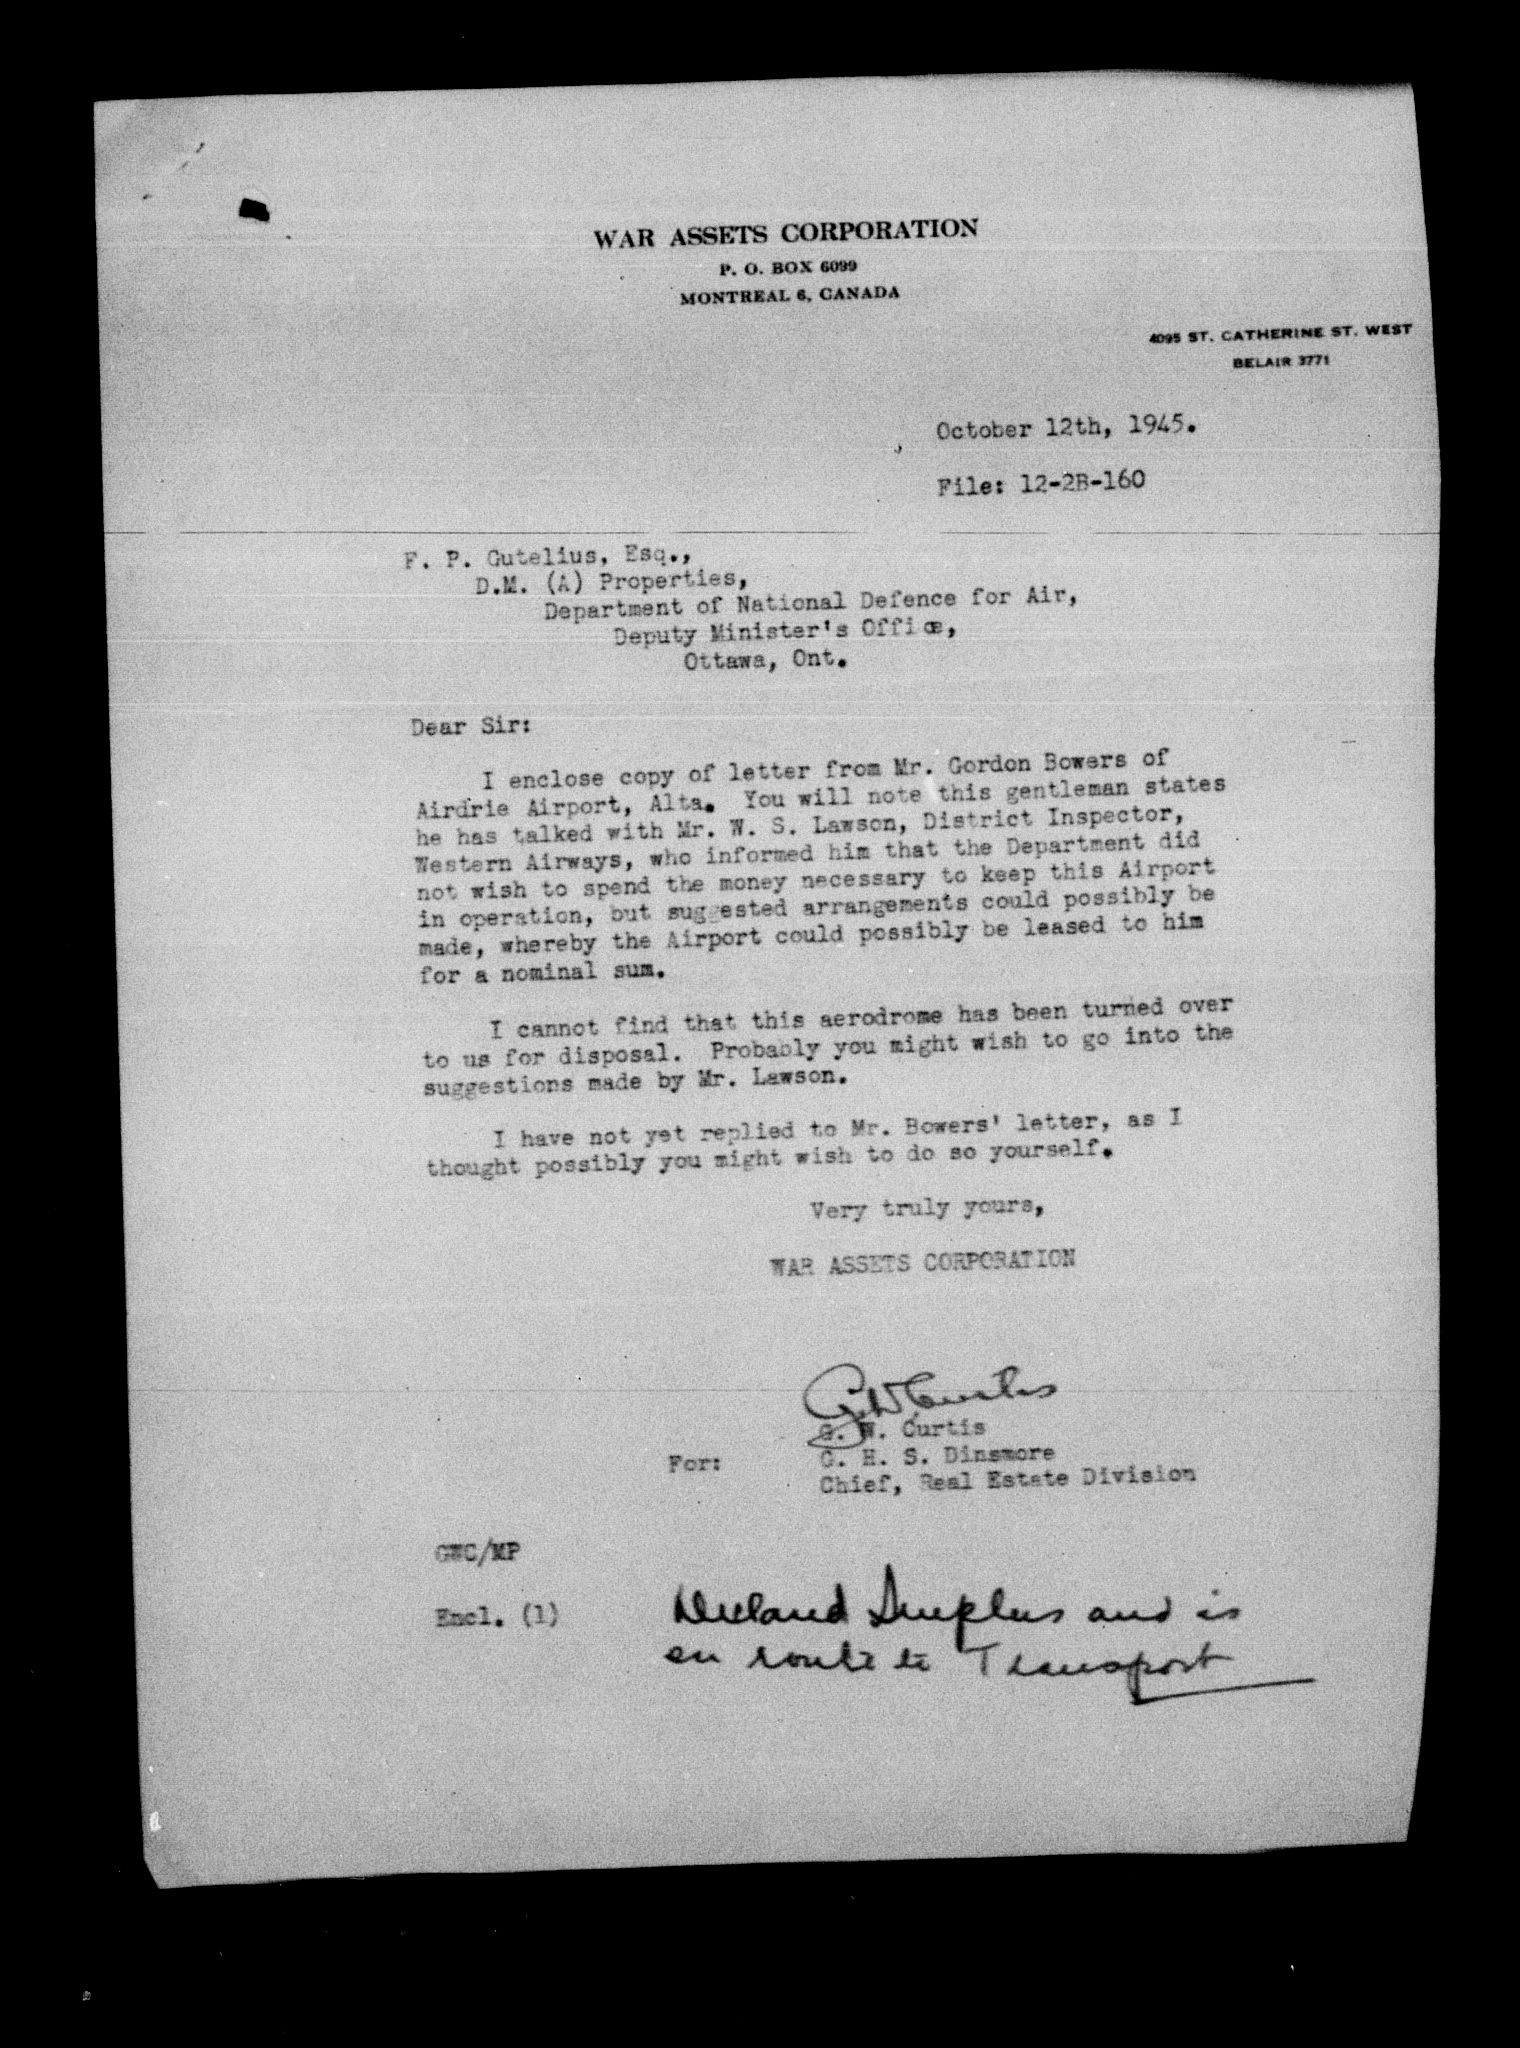 WAR ASSETS CORPORATION
P. O. BOX 6099
MONTREAL 6, CANADA
4095 ST. CATHERINE ST. WEST
BELAIR 3771
October 12th, 1945.
File: 12-2B-160
F. P. Gutelius, Esq.,
D.M. (A) Properties,
Department of National Defence for Air,
Deputy Minister's Office,
Ottawa, Ont.
Dear Sir:
I enclose copy of letter from Mr. Gordon Bowers of
Airdrie Airport, Alta. You will note this gentleman states
he has talked with Mr. W. S. Lawson, District Inspector,
Western Airways, who informed him that the Department did
not wish to spend the money necessary to keep this Airport
in operation, but suggested arrangements could possibly be
made, whereby the Airport could possibly be leased to him
for a nominal sum.
I cannot find that this aerodrome has been turned over
to us for disposal. Probably you might wish to go into the
suggestions made by Mr. Lawson.
I have not yet replied to Mr. Bowers' letter, as I
thought possibly you might wish to do so yourself.
Very truly yours,
WAR ASSETS CORPORATION
G W Curtis
G. W. Curtis
For: C. H. S. Dinsmore
Chief, Real Estate Division
GWC/MP
Encl. (1)
Declared Surplus and is
en route to Transport